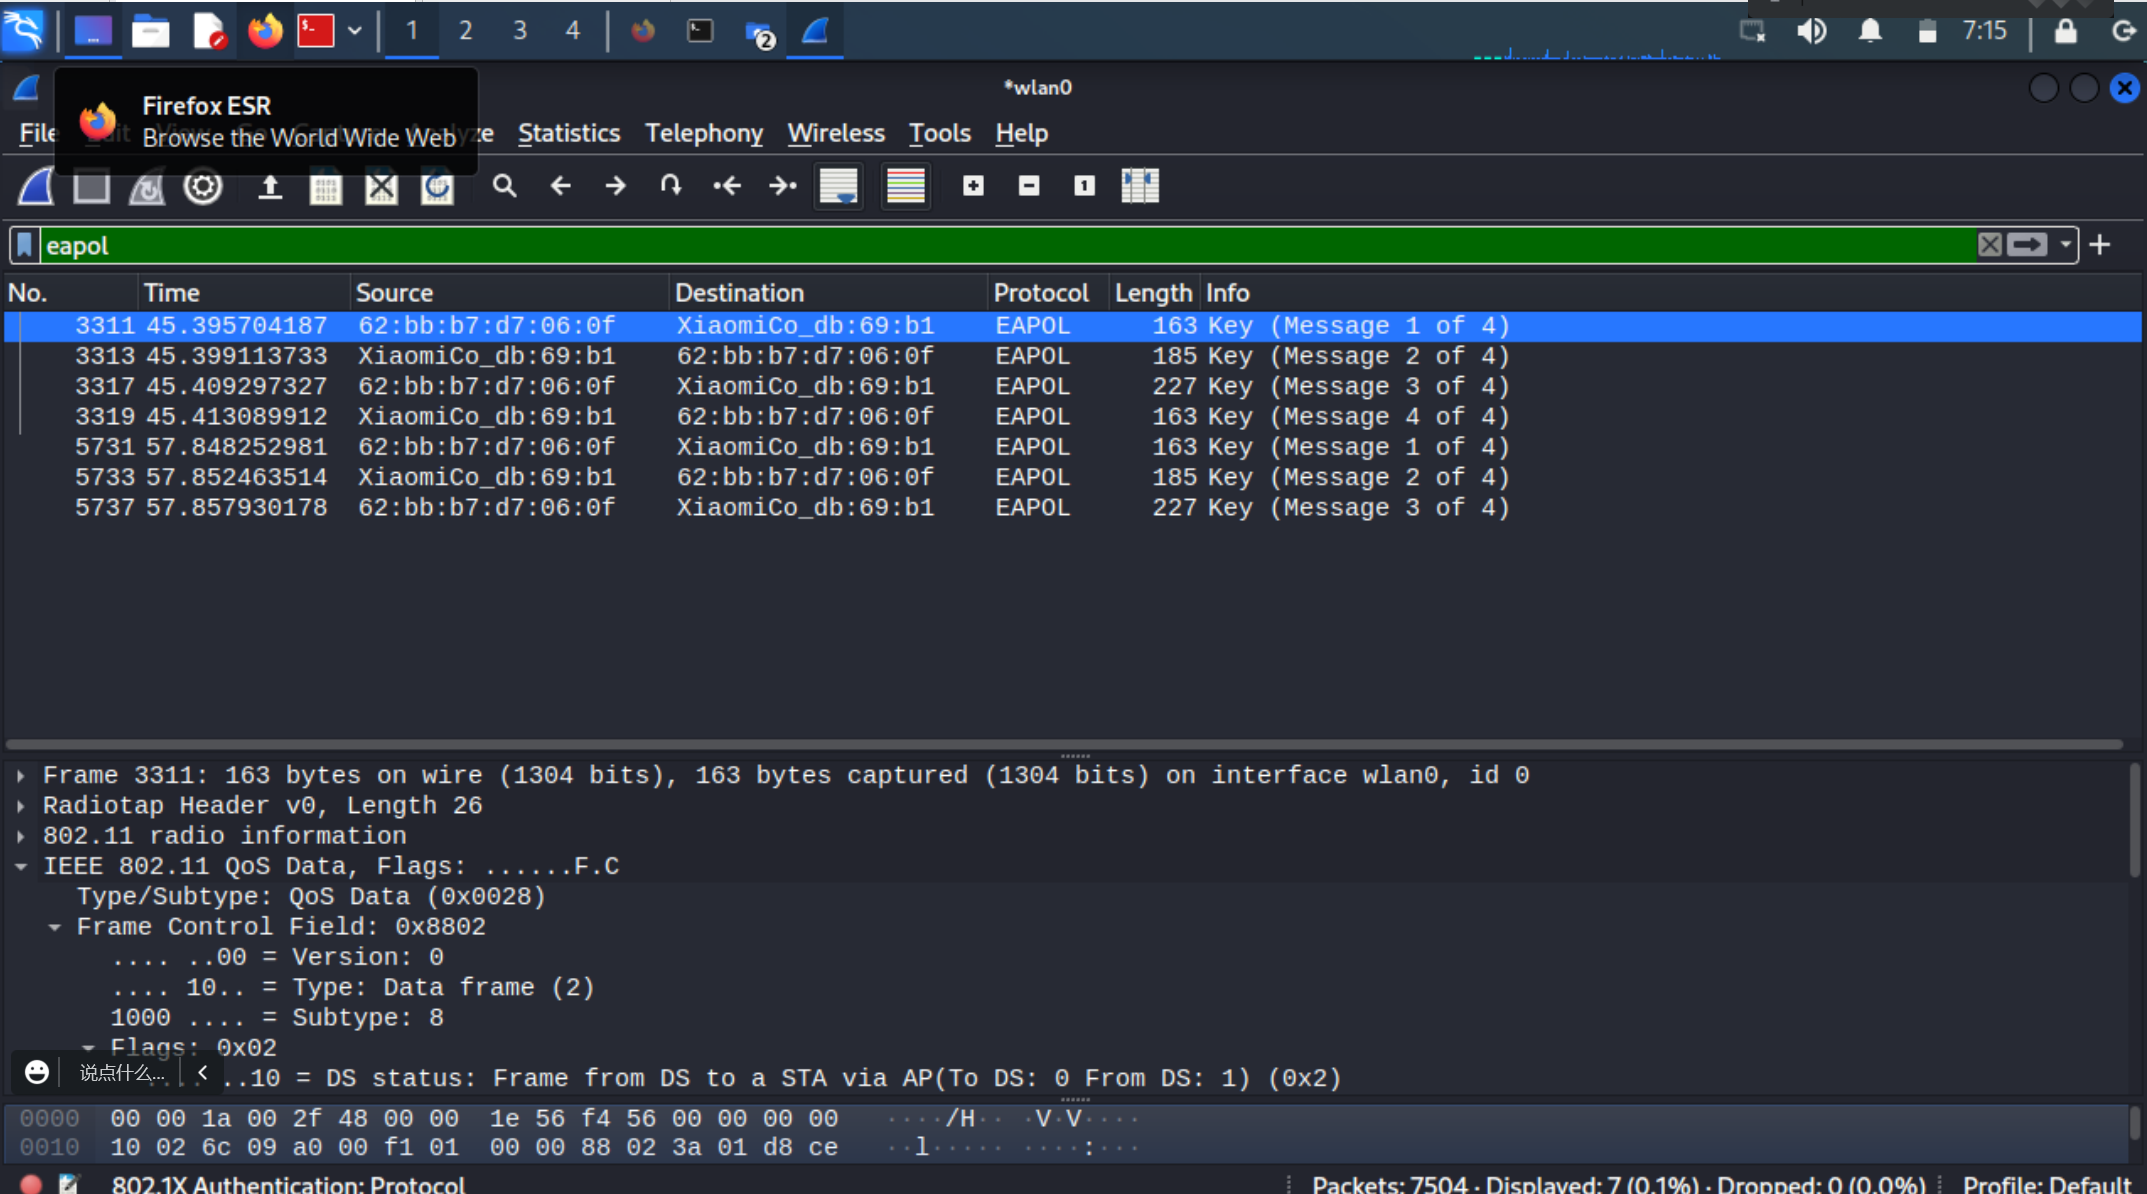 1 2 3 4 2 7:15
*wlan0
Firefox ESR
Browse the World Wide Web
File Statistics Telephony Wireless Tools Help
eapol
No. Time Source Destination Protocol Length Info
3311 45.395704187 62:bb:b7:d7:06:0f XiaomiCo_db:69:b1 EAPOL 163 Key (Message 1 of 4)
3313 45.399113733 XiaomiCo_db:69:b1 62:bb:b7:d7:06:0f EAPOL 185 Key (Message 2 of 4)
3317 45.409297327 62:bb:b7:d7:06:0f XiaomiCo_db:69:b1 EAPOL 227 Key (Message 3 of 4)
3319 45.413089912 XiaomiCo_db:69:b1 62:bb:b7:d7:06:0f EAPOL 163 Key (Message 4 of 4)
5731 57.848252981 62:bb:b7:d7:06:0f XiaomiCo_db:69:b1 EAPOL 163 Key (Message 1 of 4)
5733 57.852463514 XiaomiCo_db:69:b1 62:bb:b7:d7:06:0f EAPOL 185 Key (Message 2 of 4)
5737 57.857930178 62:bb:b7:d7:06:0f XiaomiCo_db:69:b1 EAPOL 227 Key (Message 3 of 4)
Frame 3311: 163 bytes on wire (1304 bits), 163 bytes captured (1304 bits) on interface wlan0, id 0
Radiotap Header v0, Length 26
802.11 radio information
IEEE 802.11 QoS Data, Flags: ......F.C
Type/Subtype: QoS Data (0x0028)
Frame Control Field: 0x8802
.... ..00 = Version: 0
.... 10.. = Type: Data frame (2)
1000 .... = Subtype: 8
Flags: 0x02
说点什么...
..10 = DS status: Frame from DS to a STA via AP(To DS: 0 From DS: 1) (0x2)
0000 00 00 1a 00 2f 48 00 00 1e 56 f4 56 00 00 00 00 ····/H·· ·V·V····
0010 10 02 6c 09 a0 00 f1 01 00 00 88 02 3a 01 d8 ce ··l····· ····:···
802.1X Authentication: Protocol Packets: 7504 · Displayed: 7 (0.1%) · Dropped: 0 (0.0%) Profile: Default